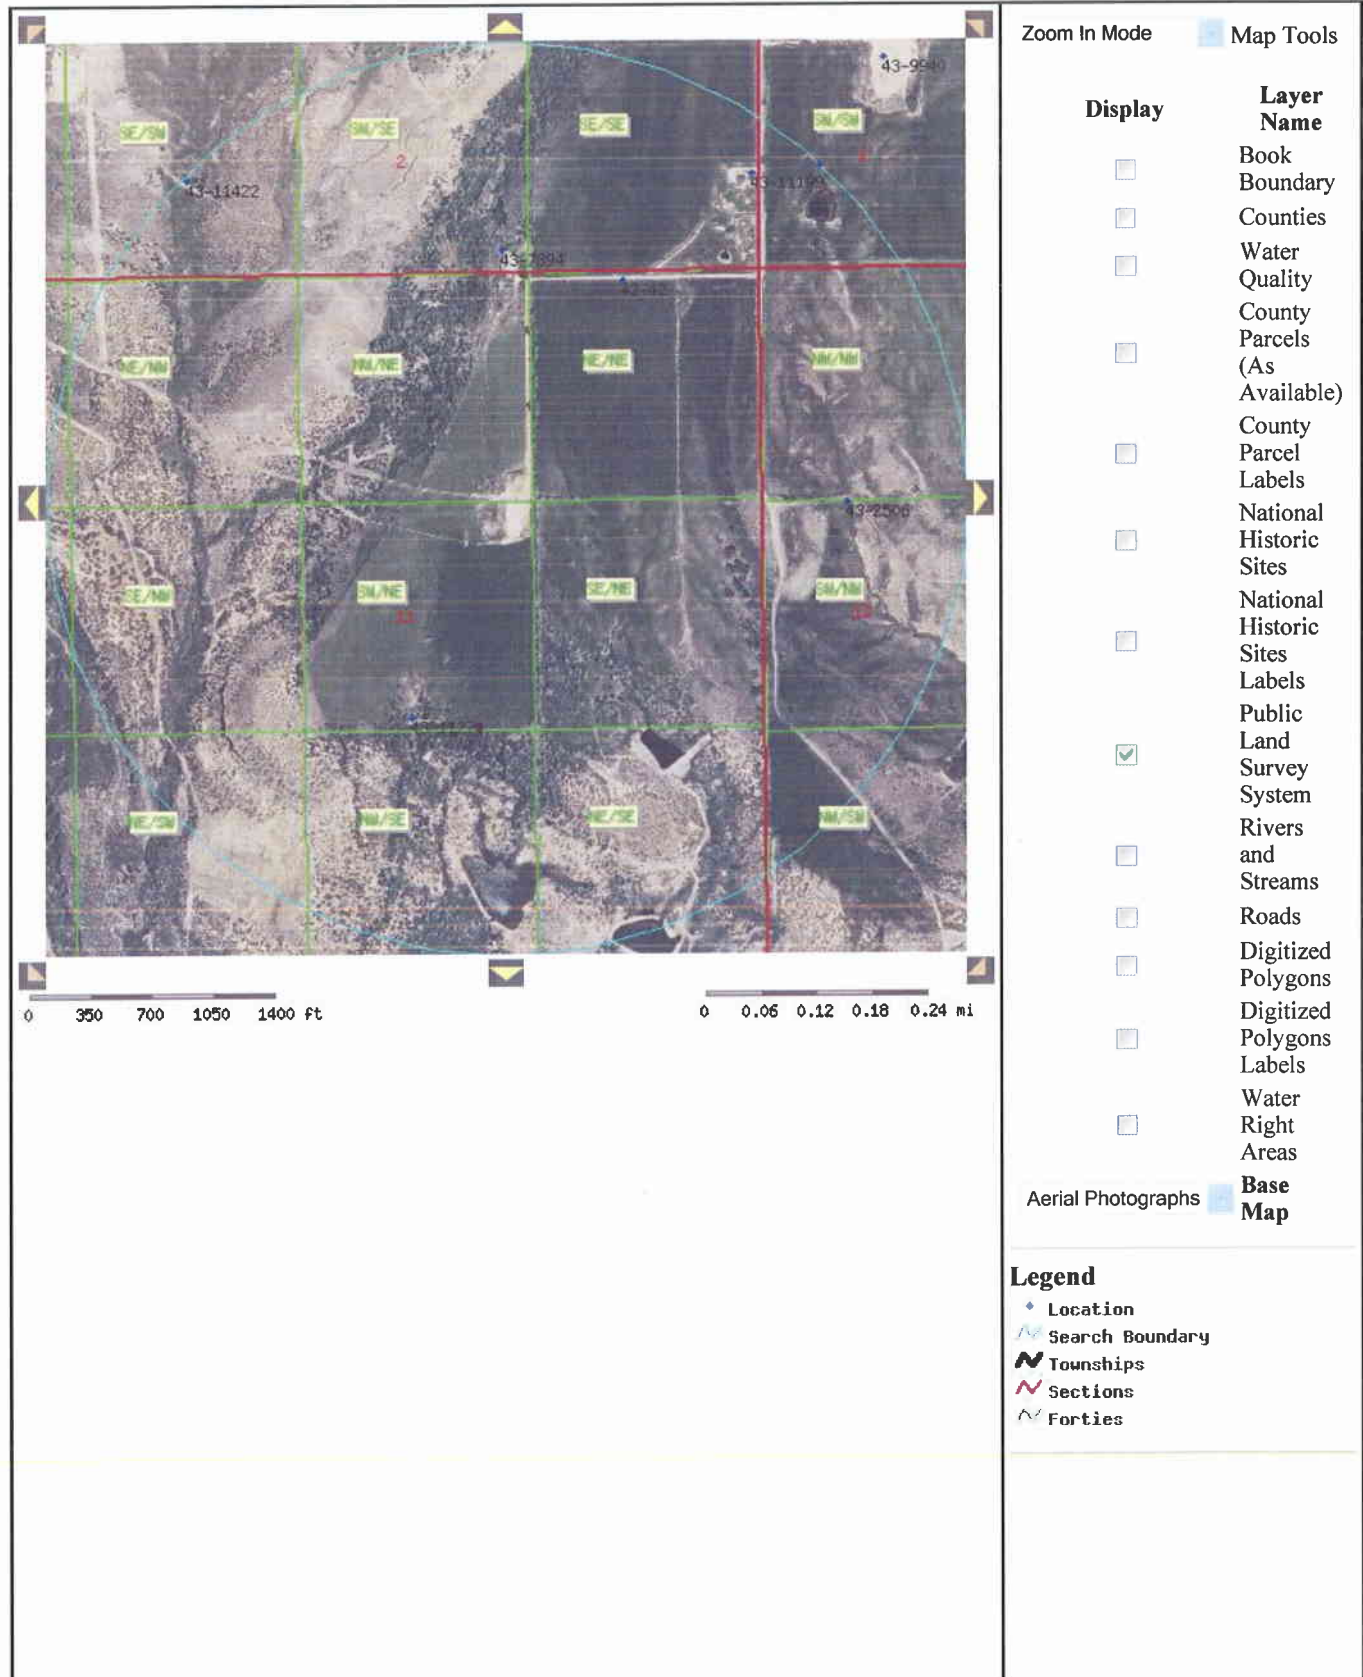 Zoom In Mode
Map Tools
Display
Layer Name
Book Boundary
Counties
Water Quality
County Parcels (As Available)
County Parcel Labels
National Historic Sites
National Historic Sites Labels
Public Land Survey System
Rivers and Streams
Roads
Digitized Polygons
Digitized Polygons Labels
Water Right Areas
Aerial Photographs
Base Map
Legend
Location
Search Boundary
Townships
Sections
Forties
SE/SW
SW/SE
SE/SE
SW/SW
2
43-11422
43-7894
NE/NW
NW/NE
NE/NE
NW/NW
43-2506
SE/NW
SW/NE
SE/NE
SW/NW
11
12
NE/SW
NW/SE
NE/SE
NW/SW
0 350 700 1050 1400 ft
0 0.06 0.12 0.18 0.24 mi